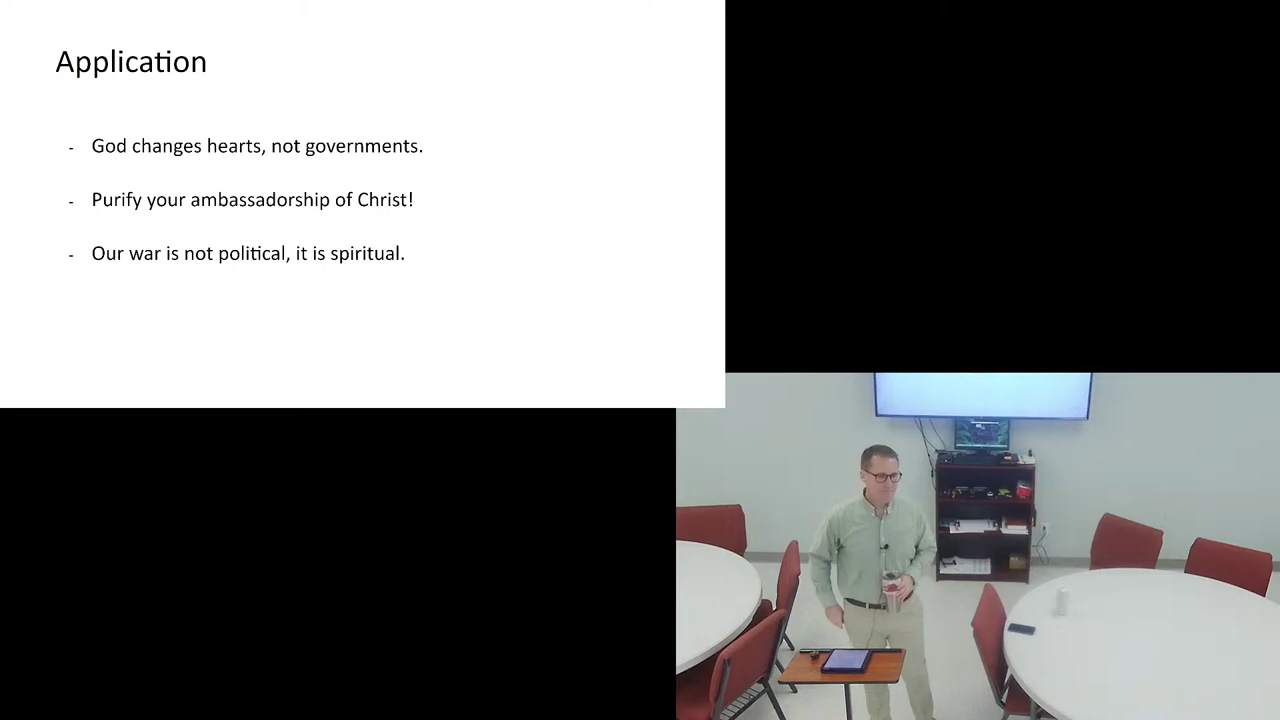 Application
- God changes hearts, not governments.
- Purify your ambassadorship of Christ!
- Our war is not political, it is spiritual.